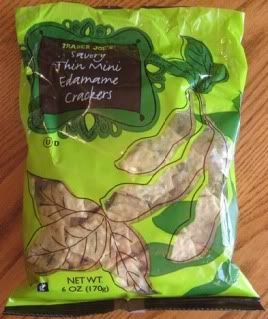 TRADER JOE'S
Savory
Thin Mini
Edamame
Crackers
U D
NET WT.
6 OZ (170g)